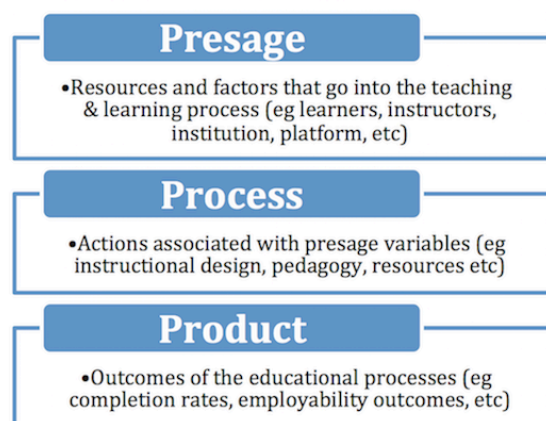 Presage
•Resources and factors that go into the teaching
& learning process (eg learners, instructors,
institution, platform, etc)
Process
•Actions associated with presage variables (eg
instructional design, pedagogy, resources etc)
Product
•Outcomes of the educational processes (eg
completion rates, employability outcomes, etc)